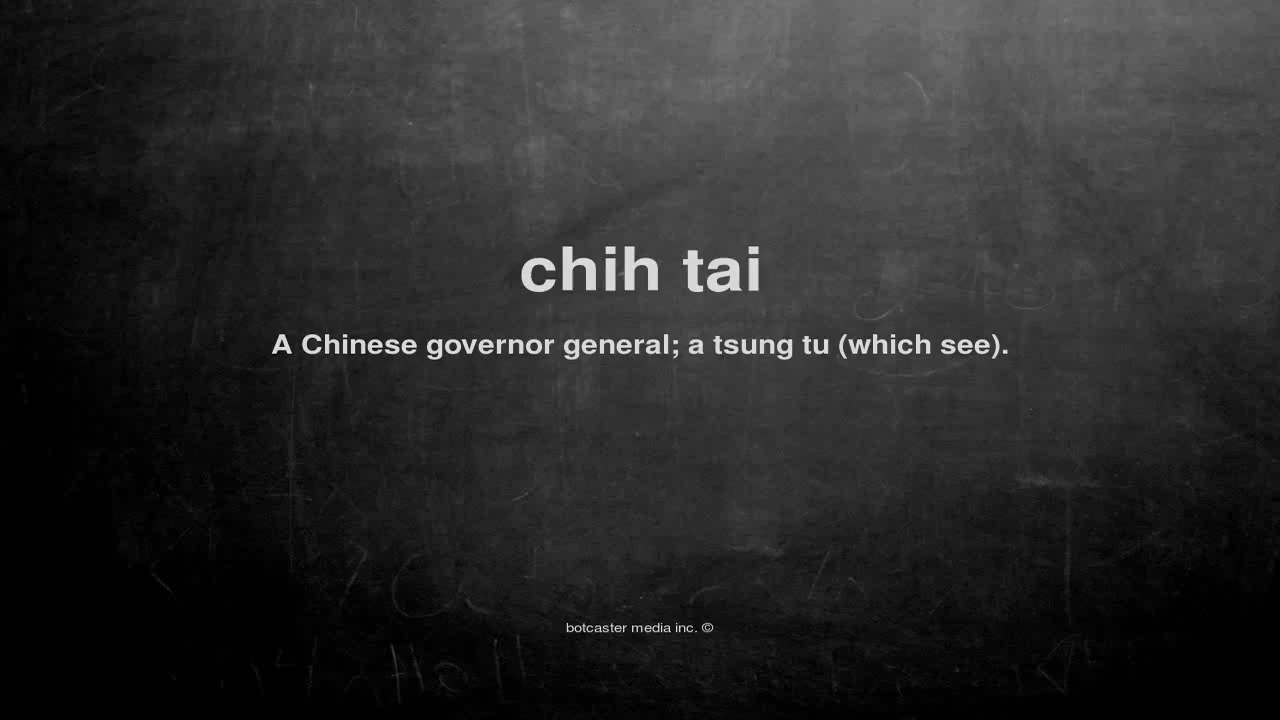 chih tai
A Chinese governor general; a tsung tu (which see).
botcaster media inc. ©